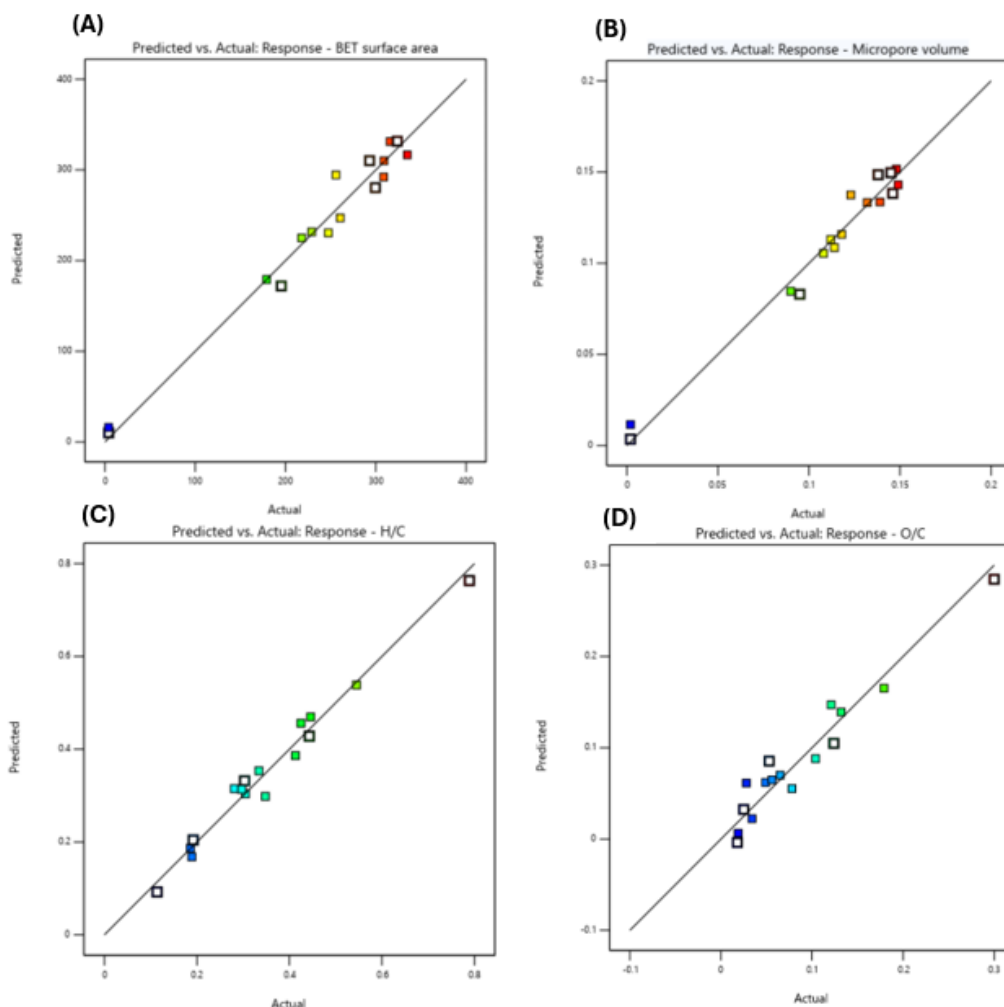 (A)
Predicted vs. Actual: Response - BET surface area
400
300
200
100
0
Predicted
0 100 200 300 400
Actual
(B)
Predicted vs. Actual: Response - Micropore volume
0.2
0.15
0.1
0.05
0
Predicted
0 0.05 0.1 0.15 0.2
Actual
(C)
Predicted vs. Actual: Response - H/C
0.8
0.6
0.4
0.2
0
Predicted
0 0.2 0.4 0.6 0.8
Actual
(D)
Predicted vs. Actual: Response - O/C
0.3
0.2
0.1
0
-0.1
Predicted
-0.1 0 0.1 0.2 0.3
Actual